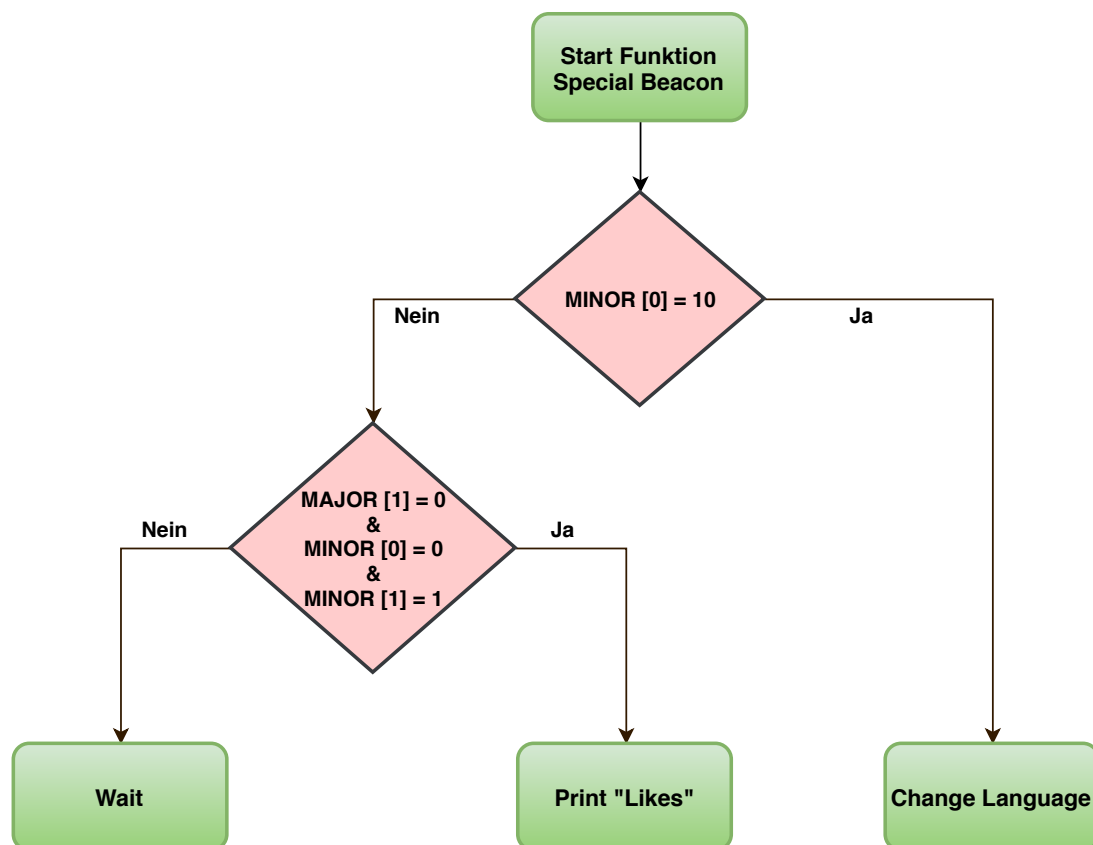 Start Funktion
Special Beacon
MINOR [0] = 10
Nein
Ja
MAJOR [1] = 0
&
MINOR [0] = 0
&
MINOR [1] = 1
Nein
Ja
Wait
Print "Likes"
Change Language